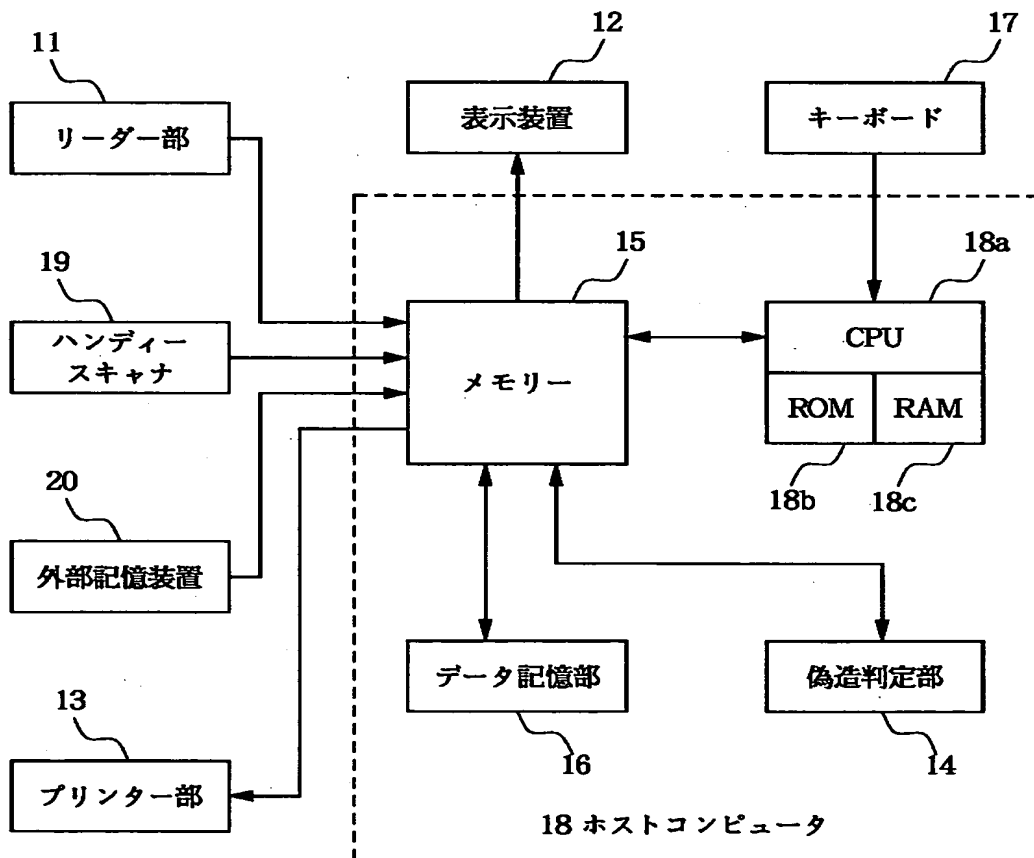 12
17
11
表示装置
キーボード
リーダー部
19
15
18a
ハンディー
スキャナ
CPU
メモリー
ROM
RAM
20
18b
18c
外部記憶装置
データ記憶部
偽造判定部
13
16
14
プリンター部
18 ホストコンピュータ